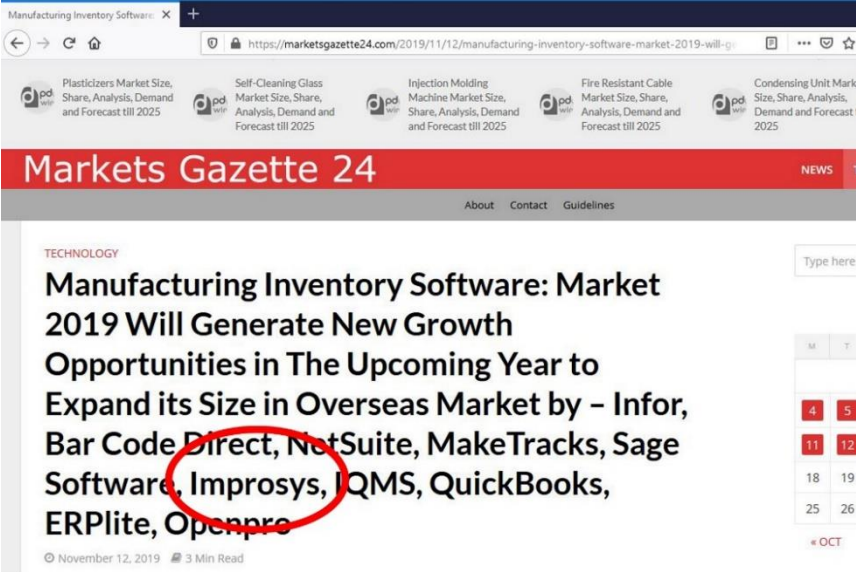 Manufacturing Inventory Software:
https://marketsgazette24.com/2019/11/12/manufacturing-inventory-software-market-2019-will-g
Plasticizers Market Size,
Share, Analysis, Demand
and Forecast till 2025
Self-Cleaning Glass
Market Size, Share,
Analysis, Demand and
Forecast till 2025
Injection Molding
Machine Market Size,
Share, Analysis, Demand
and Forecast till 2025
Fire Resistant Cable
Market Size, Share,
Analysis, Demand and
Forecast till 2025
Condensing Unit Mark
Size, Share, Analysis,
Demand and Forecast
2025
Markets Gazette 24
NEWS
About Contact Guidelines
TECHNOLOGY
Manufacturing Inventory Software: Market
2019 Will Generate New Growth
Opportunities in The Upcoming Year to
Expand its Size in Overseas Market by – Infor,
Bar Code Direct, NetSuite, MakeTracks, Sage
Software, Improsys, IQMS, QuickBooks,
ERPlite, Openpro
November 12, 2019 3 Min Read
Type here
M T
4 5
11 12
18 19
25 26
« OCT